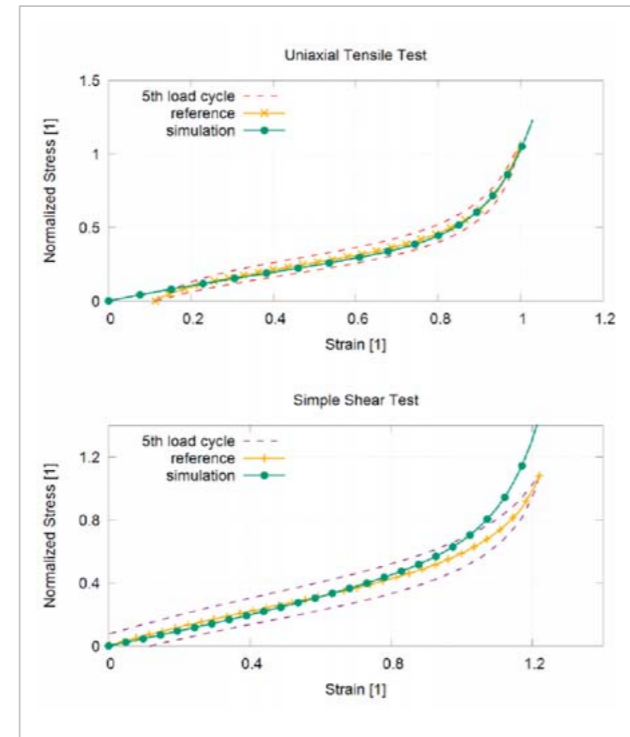 Uniaxial Tensile Test
1.5
5th load cycle
reference
simulation
1
Normalized Stress [1]
0.5
0
0 0.2 0.4 0.6 0.8 1 1.2
Strain [1]
Simple Shear Test
5th load cycle
1.2
reference
simulation
Normalized Stress [1]
0.8
0.4
0
0 0.4 0.8 1.2
Strain [1]